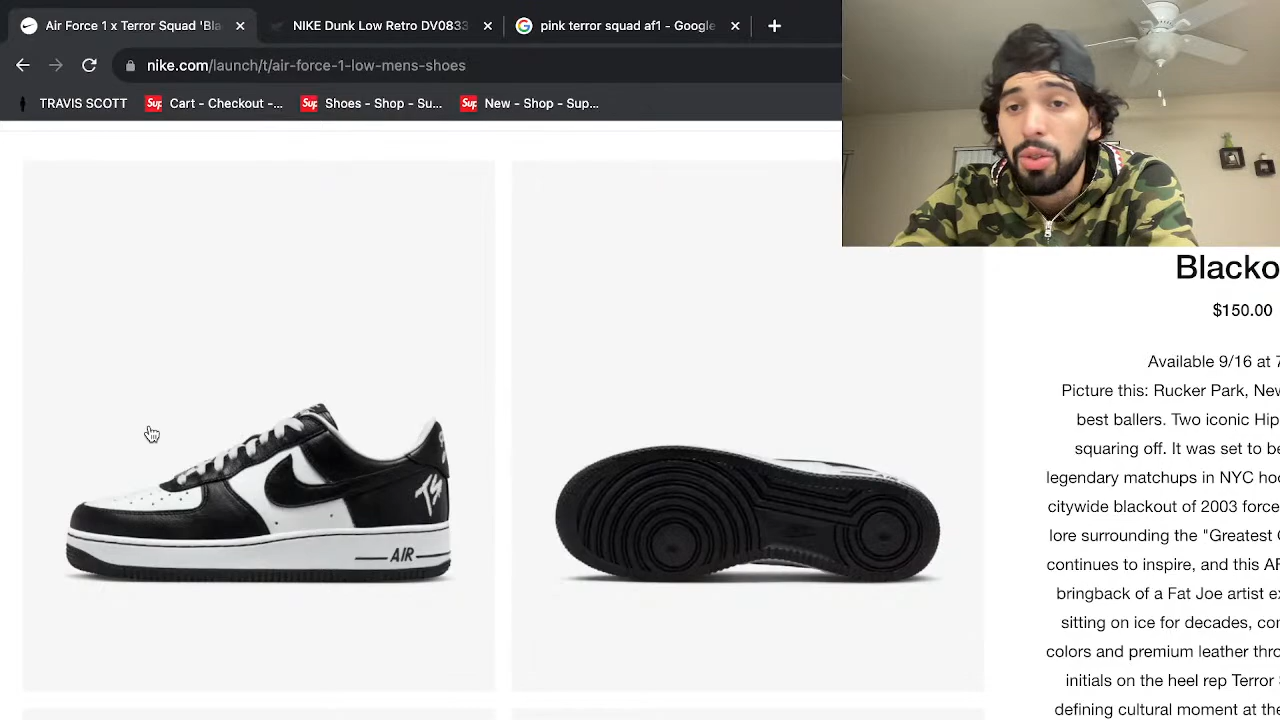 Air Force 1 x Terror Squad 'Bla
NIKE Dunk Low Retro DV0833
pink terror squad af1 - Google
nike.com/launch/t/air-force-1-low-mens-shoes
TRAVIS SCOTT
Sup Cart - Checkout -...
Sup Shoes - Shop - Su...
Sup New - Shop - Sup...
Blacko
$150.00
Available 9/16 at 7
Picture this: Rucker Park, New
best ballers. Two iconic Hip
squaring off. It was set to be
legendary matchups in NYC hoo
citywide blackout of 2003 force
lore surrounding the "Greatest G
continues to inspire, and this AF
bringback of a Fat Joe artist ex
sitting on ice for decades, con
colors and premium leather thro
initials on the heel rep Terror S
defining cultural moment at the
TS
AIR